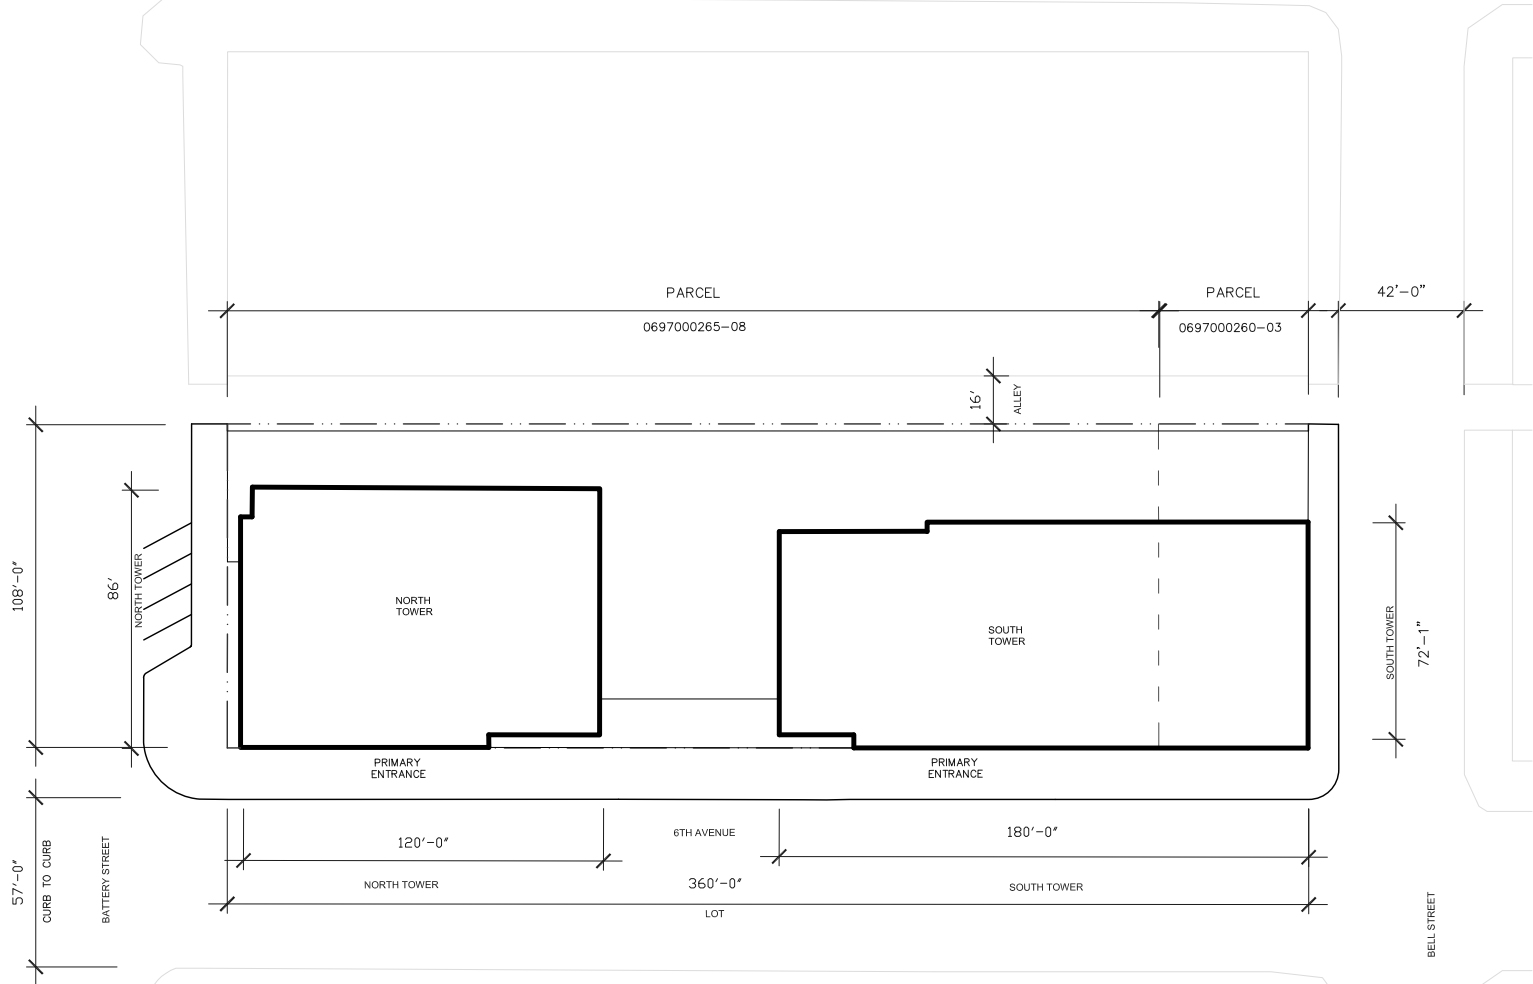 PARCEL
PARCEL
42'-0"
0697000265-08
0697000260-03
16'
ALLEY
108'-0"
86'
NORTH TOWER
NORTH
TOWER
SOUTH
TOWER
SOUTH TOWER
72'-1"
PRIMARY
ENTRANCE
PRIMARY
ENTRANCE
57'-0"
CURB TO CURB
BATTERY STREET
120'-0"
6TH AVENUE
180'-0"
NORTH TOWER
360'-0"
SOUTH TOWER
LOT
BELL STREET